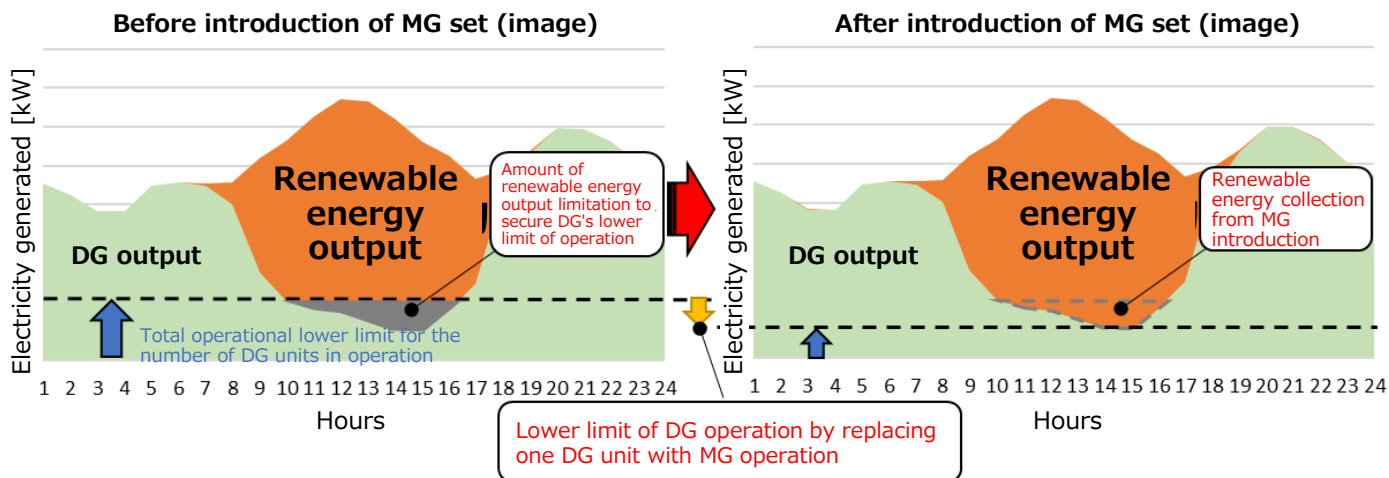 Before introduction of MG set (image)
Electricity generated [kW]
Renewable
energy
output
DG output
Amount of
renewable energy
output limitation to
secure DG's lower
limit of operation
Total operational lower limit for the
number of DG units in operation
1 2 3 4 5 6 7 8 9 10 11 12 13 14 15 16 17 18 19 20 21 22 23 24
Hours
After introduction of MG set (image)
Electricity generated [kW]
Renewable
energy
output
DG output
Renewable
energy collection
from MG
introduction
1 2 3 4 5 6 7 8 9 10 11 12 13 14 15 16 17 18 19 20 21 22 23 24
Hours
Lower limit of DG operation by replacing
one DG unit with MG operation